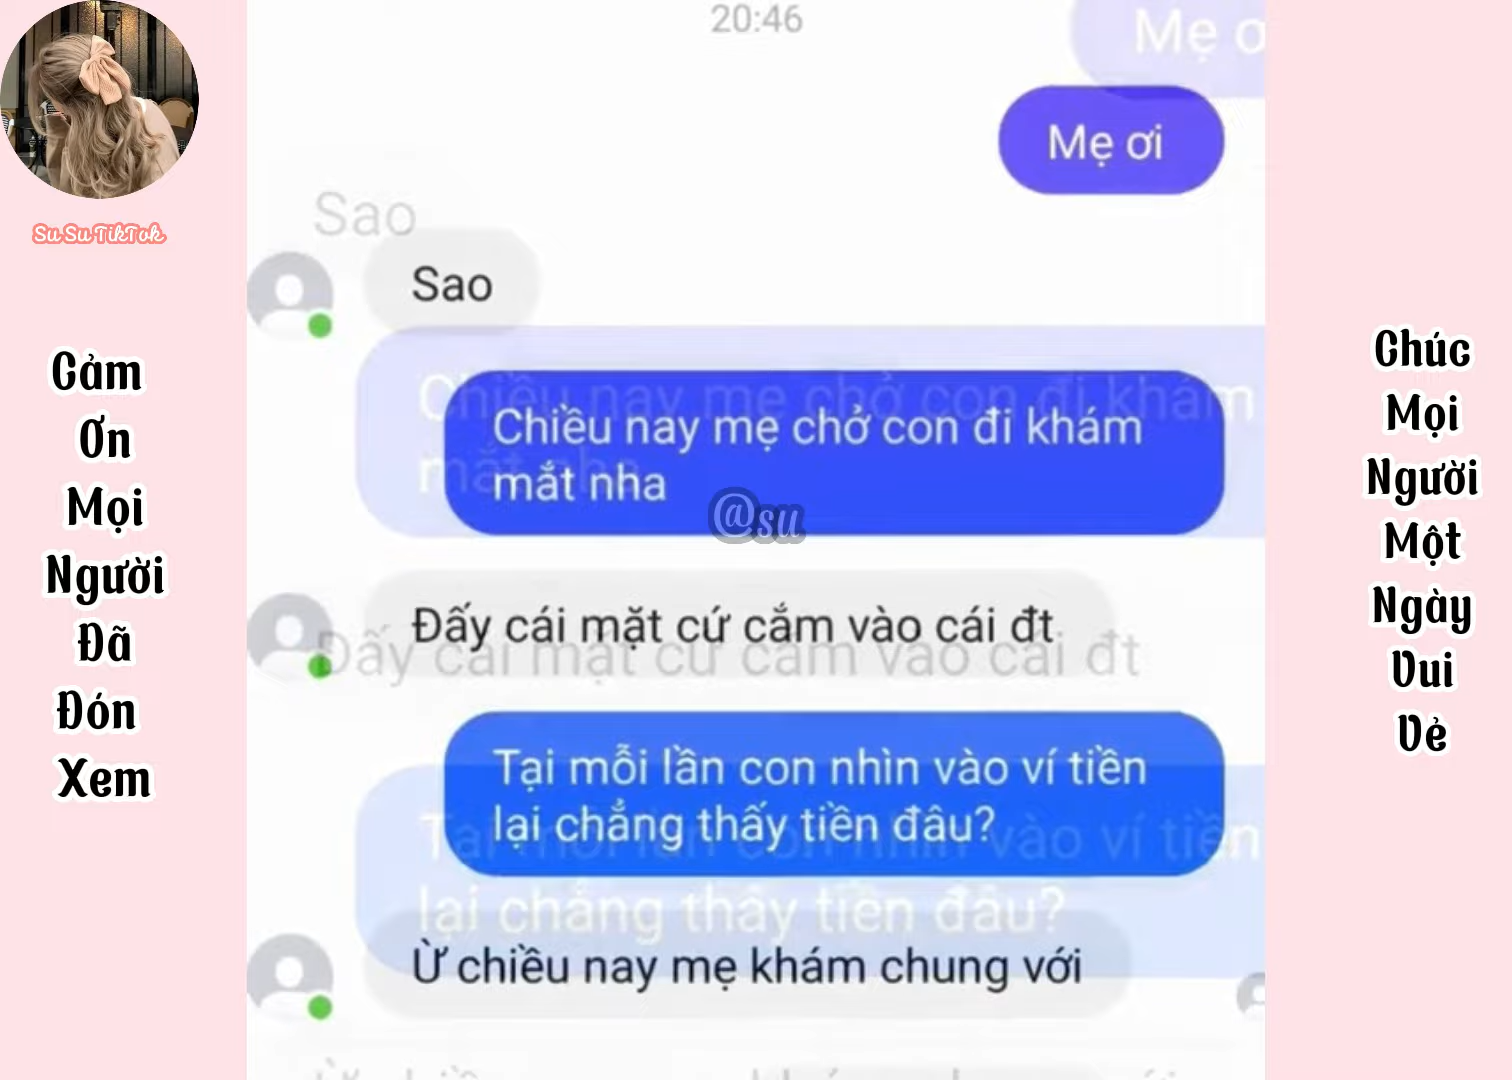 20:46
Mẹ ơi
Sao
Chiều nay mẹ chở con đi khám
mắt nha
@su
Đấy cái mặt cứ cắm vào cái đt
Tại mỗi lần con nhìn vào ví tiền
lại chẳng thấy tiền đâu?
Ừ chiều nay mẹ khám chung với
Su Su TikTok
Cảm
Ơn
Mọi
Người
Đã
Đón
Xem
Chúc
Mọi
Người
Một
Ngày
Vui
Vẻ